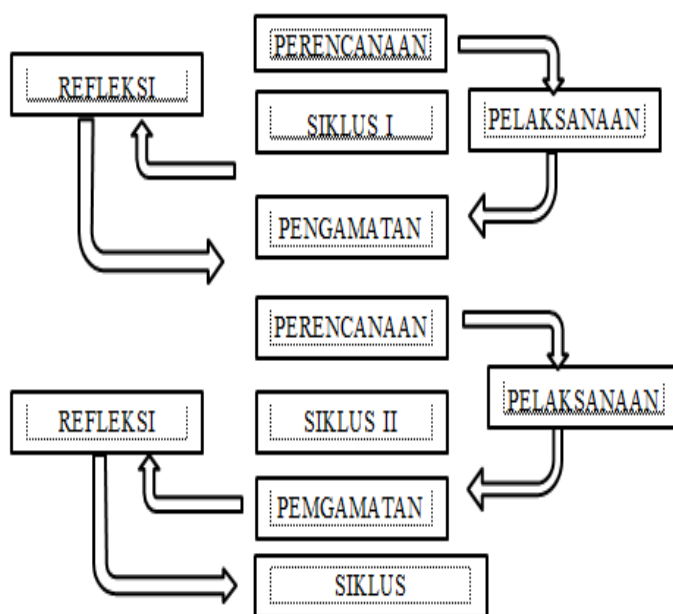 PERENCANAAN
REFLEKSI
SIKLUS I
PELAKSANAAN
PENGAMATAN
PERENCANAAN
PELAKSANAAN
REFLEKSI
SIKLUS II
PEMGAMATAN
SIKLUS